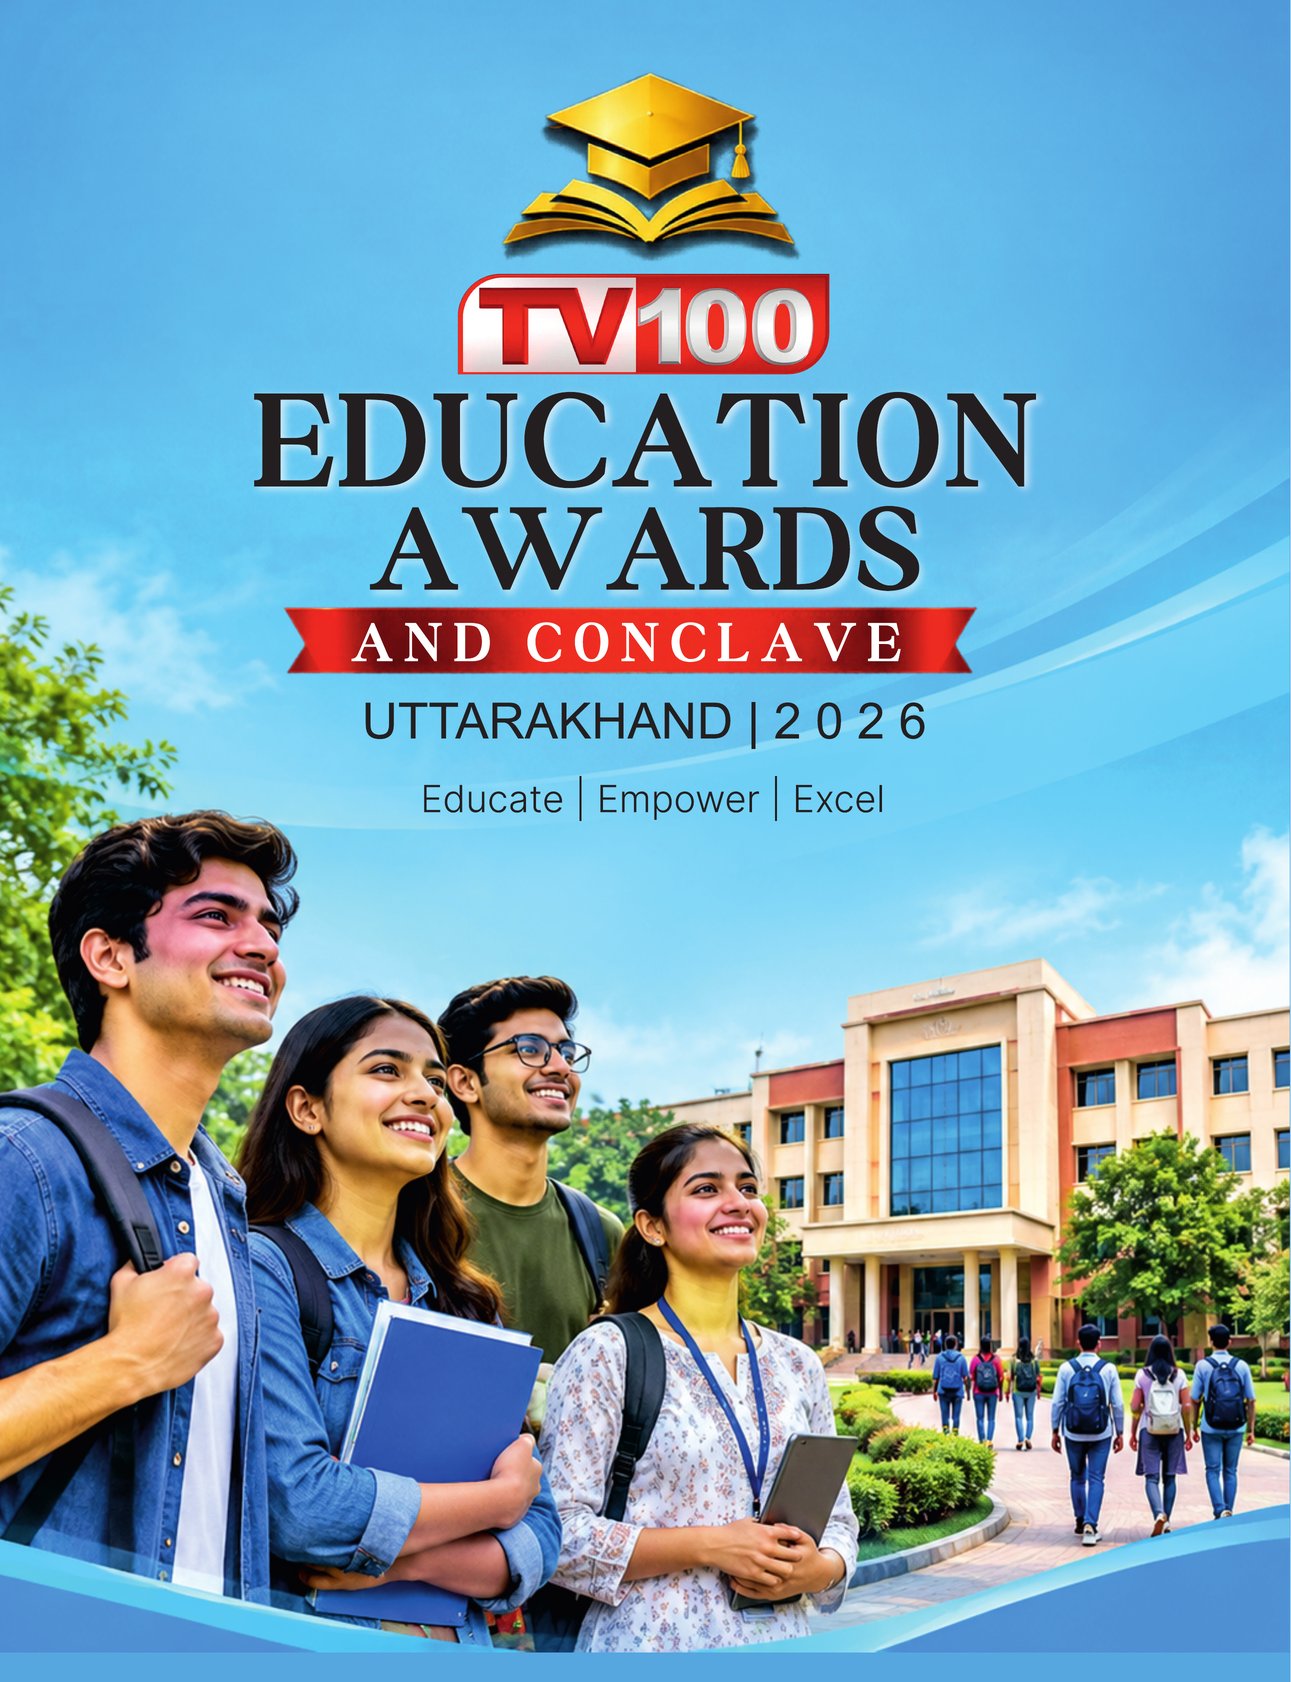 TV100
EDUCATION
AWARDS
AND CONCLAVE
UTTARAKHAND | 2026
Educate | Empower | Excel